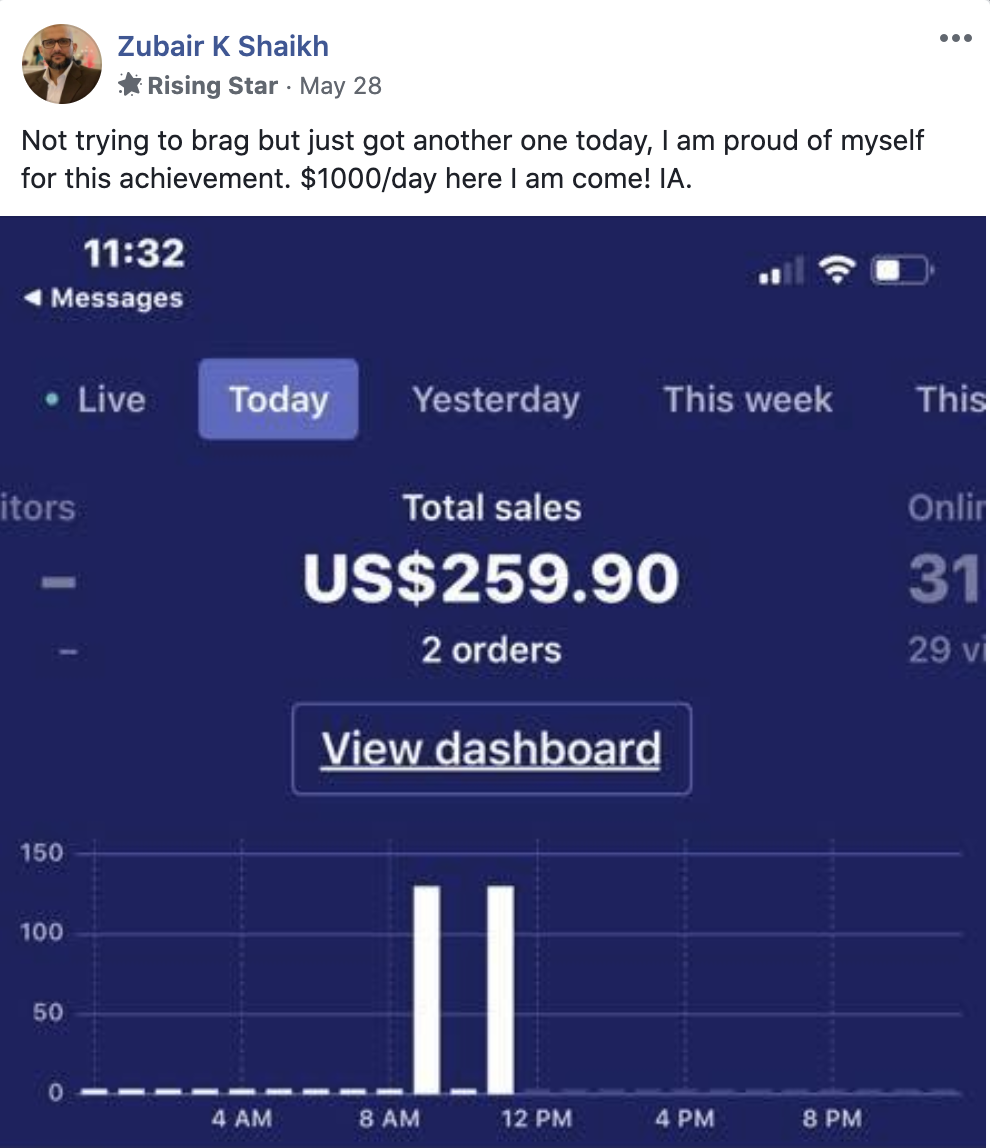 Zubair K Shaikh
Rising Star · May 28
Not trying to brag but just got another one today, I am proud of myself
for this achievement. $1000/day here I am come! IA.
11:32
◀ Messages
• Live Today Yesterday This week This
itors Total sales Onlin
– US$259.90 31
– 2 orders 29 vi
View dashboard
150
100
50
0
4 AM 8 AM 12 PM 4 PM 8 PM